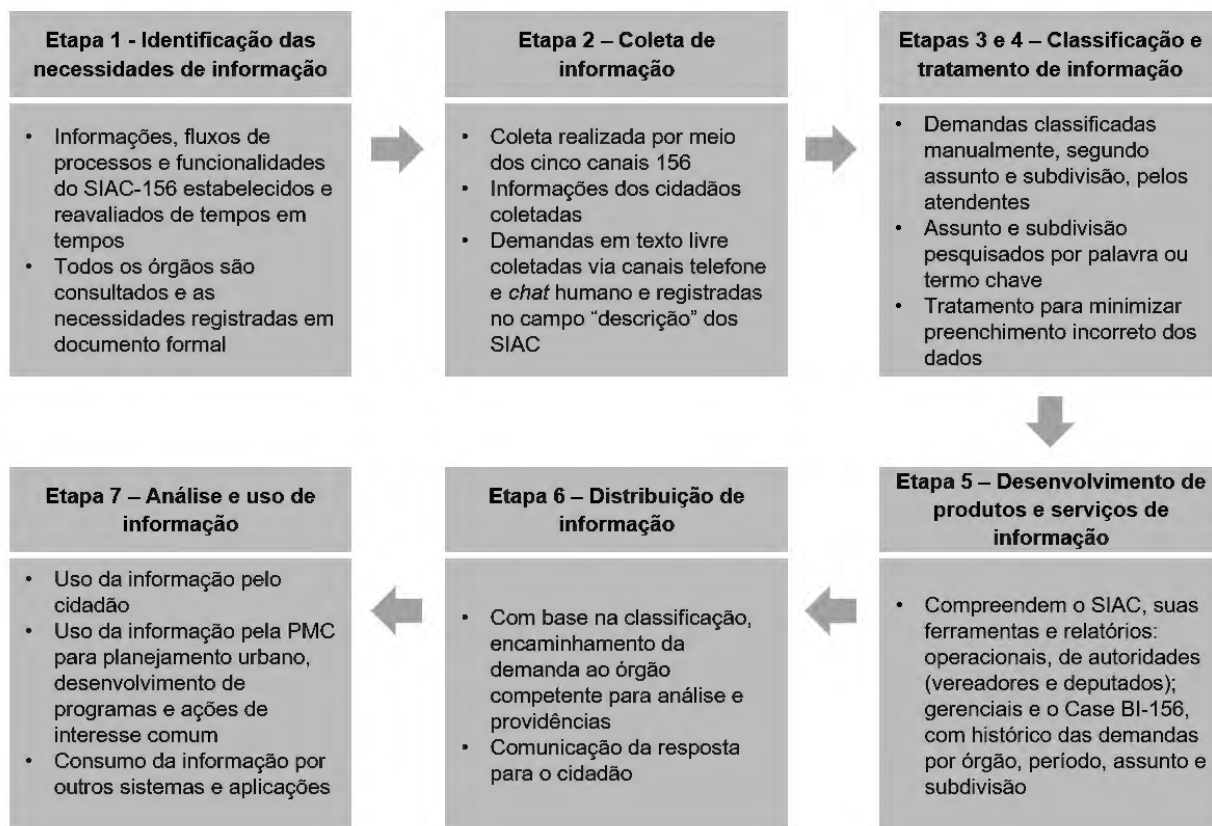 Etapa 1 - Identificação das
necessidades de informação
• Informações, fluxos de
processos e funcionalidades
do SIAC-156 estabelecidos e
reavaliados de tempos em
tempos
• Todos os órgãos são
consultados e as
necessidades registradas em
documento formal
Etapa 2 – Coleta de
informação
• Coleta realizada por meio
dos cinco canais 156
• Informações dos cidadãos
coletadas
• Demandas em texto livre
coletadas via canais telefone
e chat humano e registradas
no campo “descrição” dos
SIAC
Etapas 3 e 4 – Classificação e
tratamento de informação
• Demandas classificadas
manualmente, segundo
assunto e subdivisão, pelos
atendentes
• Assunto e subdivisão
pesquisados por palavra ou
termo chave
• Tratamento para minimizar
preenchimento incorreto dos
dados
Etapa 5 – Desenvolvimento de
produtos e serviços de
informação
• Compreendem o SIAC, suas
ferramentas e relatórios:
operacionais, de autoridades
(vereadores e deputados);
gerenciais e o Case BI-156,
com histórico das demandas
por órgão, período, assunto e
subdivisão
Etapa 6 – Distribuição de
informação
• Com base na classificação,
encaminhamento da
demanda ao órgão
competente para análise e
providências
• Comunicação da resposta
para o cidadão
Etapa 7 – Análise e uso de
informação
• Uso da informação pelo
cidadão
• Uso da informação pela PMC
para planejamento urbano,
desenvolvimento de
programas e ações de
interesse comum
• Consumo da informação por
outros sistemas e aplicações